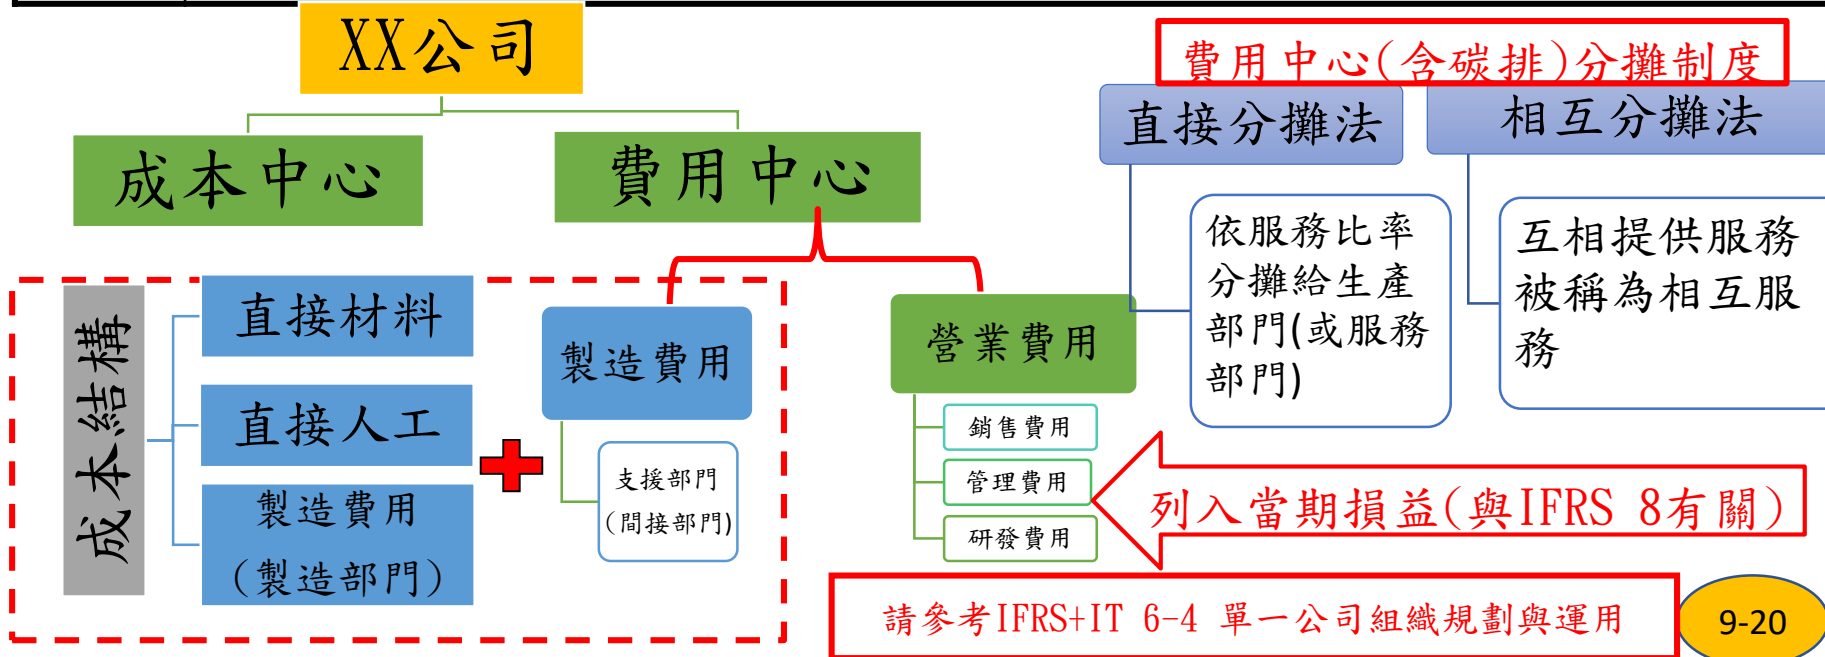 XX公司
費用中心(含碳排)分攤制度
成本中心
費用中心
直接分攤法
相互分攤法
依服務比率
分攤給生產
部門(或服務
部門)
互相提供服務
被稱為相互服
務
成本結構
直接材料
直接人工
製造費用
(製造部門)
製造費用
支援部門
(間接部門)
營業費用
銷售費用
管理費用
研發費用
列入當期損益(與IFRS 8有關)
請參考IFRS+IT 6-4 單一公司組織規劃與運用
9-20